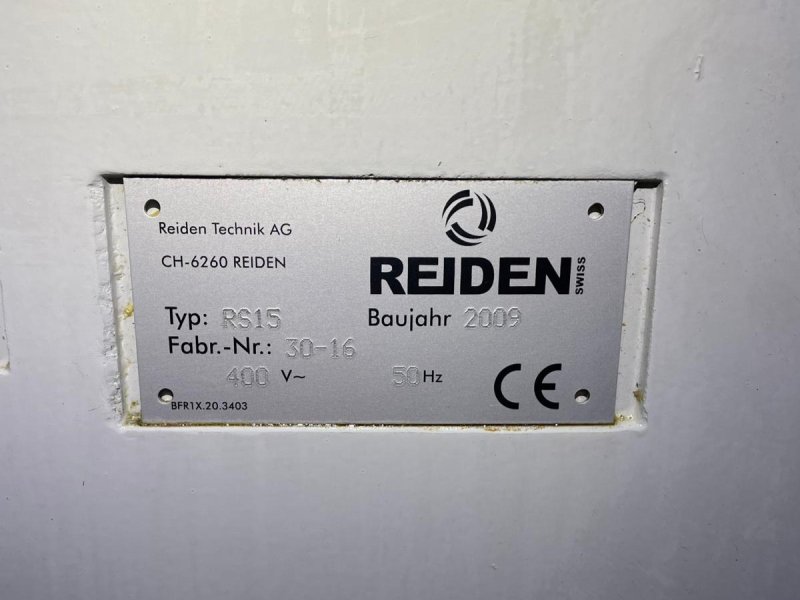 Reiden Technik AG
CH-6260 REIDEN
REIDEN SWISS
Typ: RS15
Baujahr 2009
Fabr.-Nr.: 30-16
400 V~ 50 Hz
CE
BFR1X.20.3403